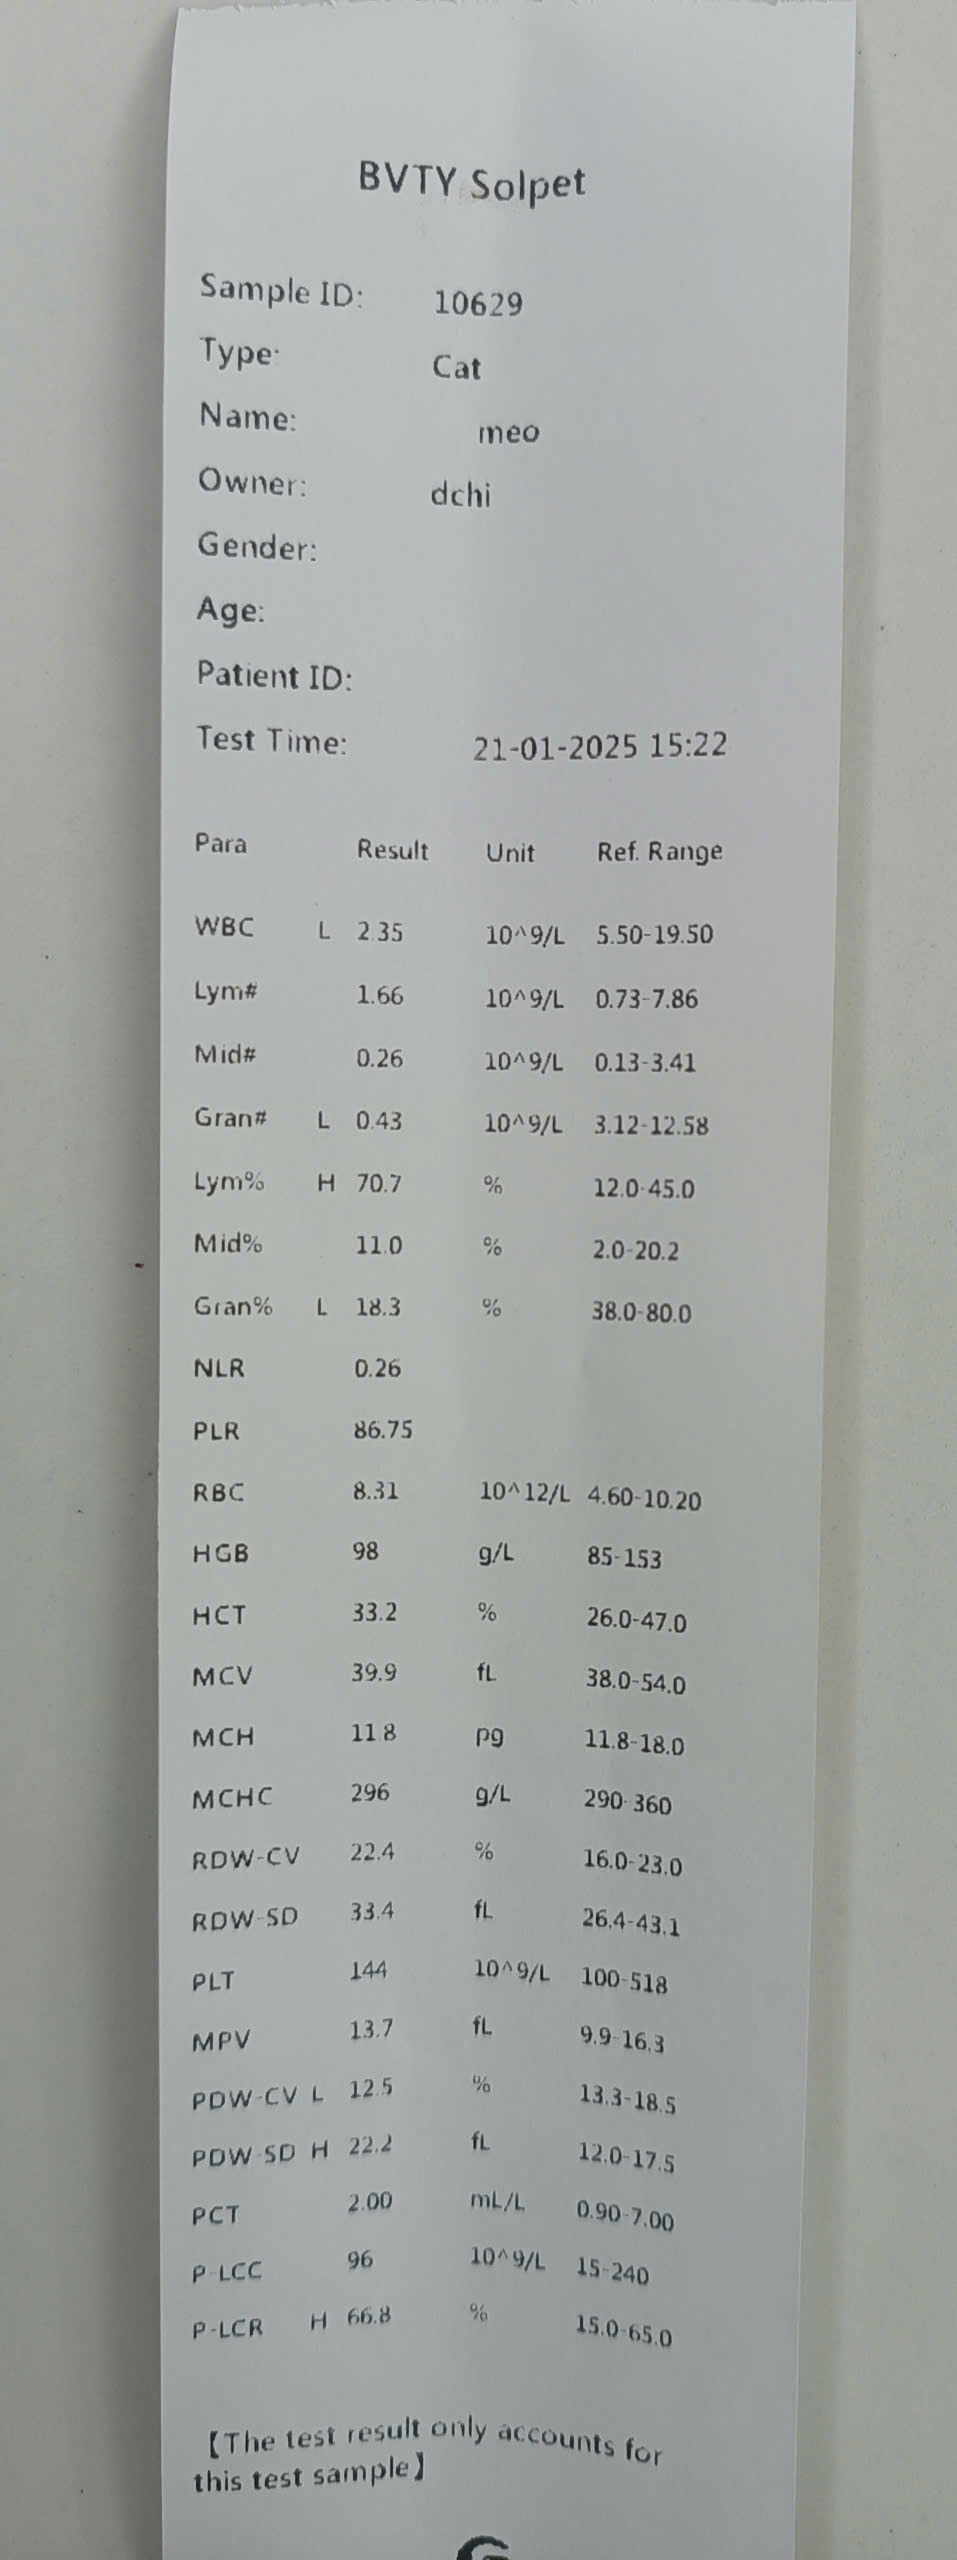 BVTY Solpet
Sample ID: 10629
Type: Cat
Name: meo
Owner: dchi
Gender:
Age:
Patient ID:
Test Time: 21-01-2025 15:22
Para Result Unit Ref. Range
WBC L 2.35 10^9/L 5.50-19.50
Lym# 1.66 10^9/L 0.73-7.86
Mid# 0.26 10^9/L 0.13-3.41
Gran# L 0.43 10^9/L 3.12-12.58
Lym% H 70.7 % 12.0-45.0
Mid% 11.0 % 2.0-20.2
Gran% L 18.3 % 38.0-80.0
NLR 0.26
PLR 86.75
RBC 8.31 10^12/L 4.60-10.20
HGB 98 g/L 85-153
HCT 33.2 % 26.0-47.0
MCV 39.9 fL 38.0-54.0
MCH 11.8 pg 11.8-18.0
MCHC 296 g/L 290-360
RDW-CV 22.4 % 16.0-23.0
RDW-SD 33.4 fL 26.4-43.1
PLT 144 10^9/L 100-518
MPV 13.7 fL 9.9-16.3
PDW-CV L 12.5 % 13.3-18.5
PDW-SD H 22.2 fL 12.0-17.5
PCT 2.00 mL/L 0.90-7.00
P-LCC 96 10^9/L 15-240
P-LCR H 66.8 % 15.0-65.0
【The test result only accounts for
this test sample】